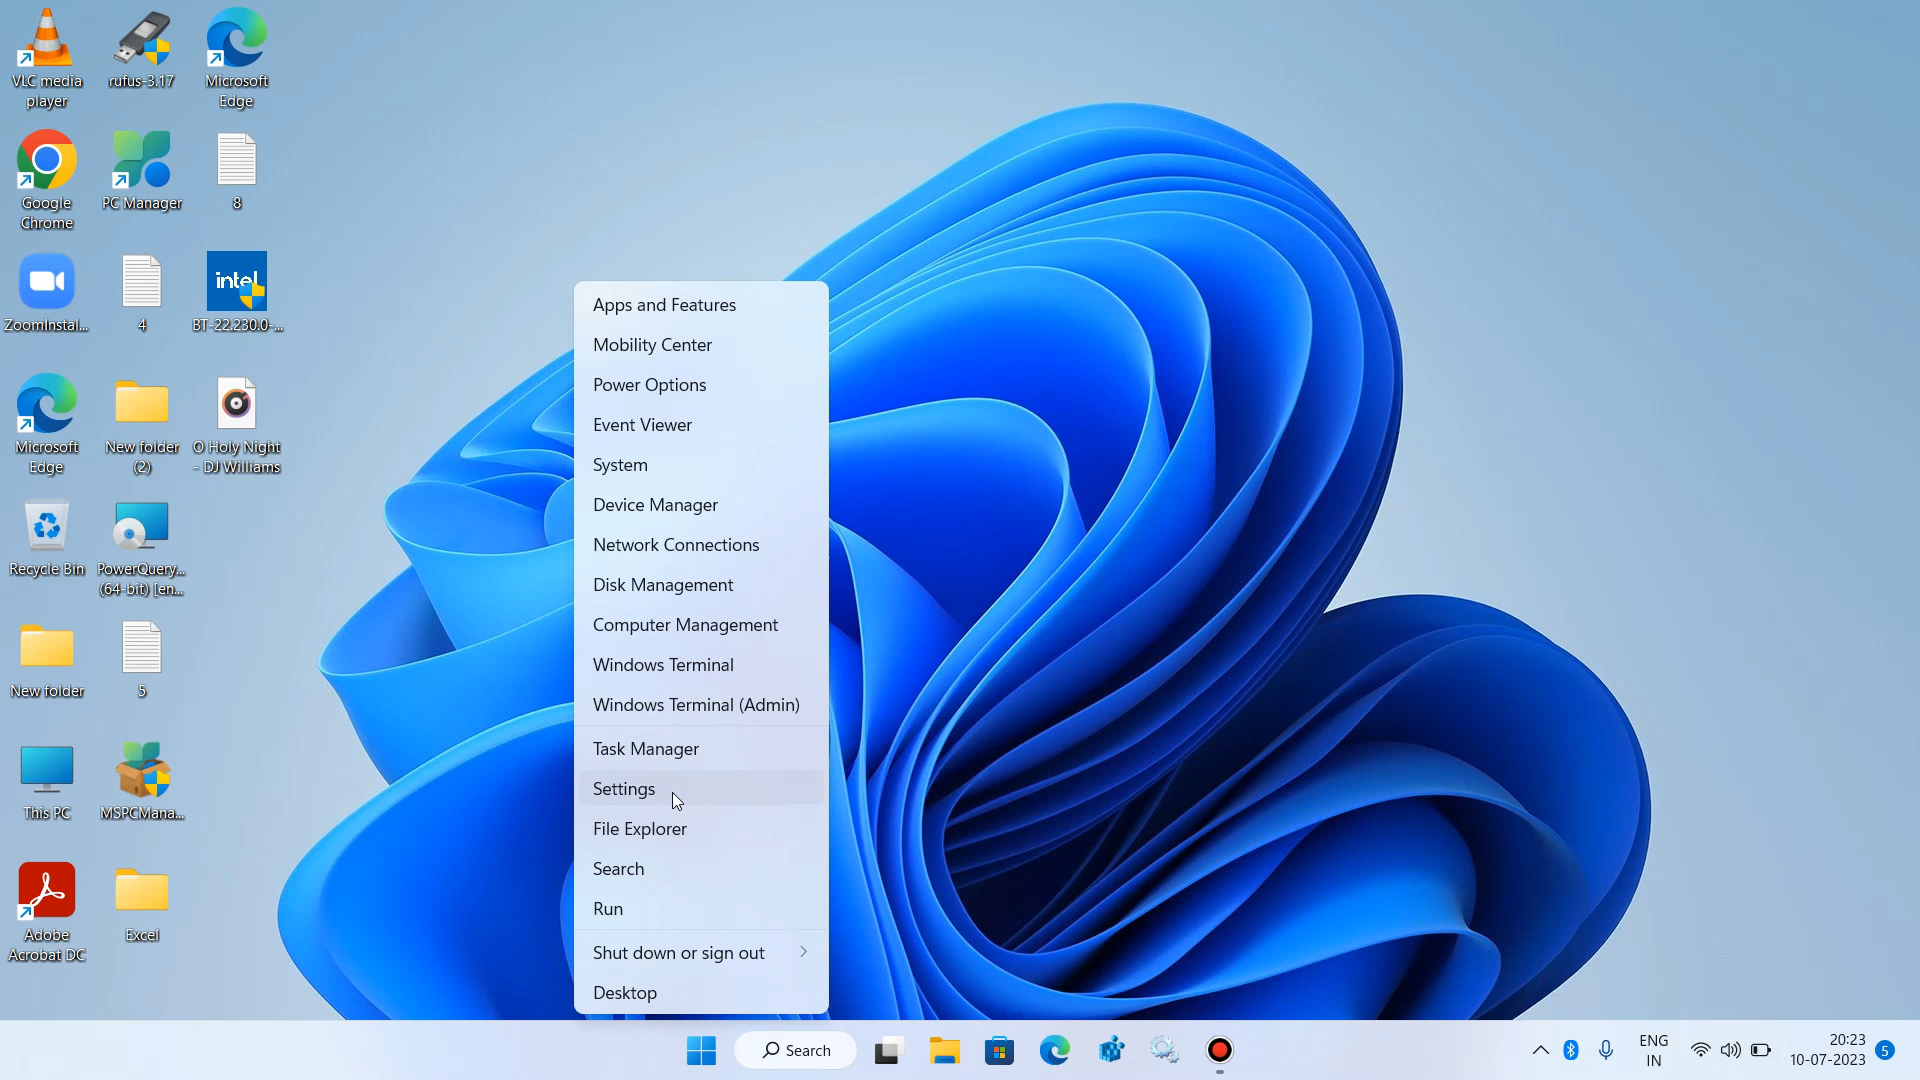 VLC media
player
rufus-3.17
Microsoft
Edge
Google
Chrome
PC Manager
8
ZoomInstal...
4
intel
BT-22.230.0-...
Microsoft
Edge
New folder
(2)
O Holy Night
- DJ Williams
Recycle Bin
PowerQuery...
(64-bit) [en...
New folder
5
This PC
MSPCMana...
Adobe
Acrobat DC
Excel
Apps and Features
Mobility Center
Power Options
Event Viewer
System
Device Manager
Network Connections
Disk Management
Computer Management
Windows Terminal
Windows Terminal (Admin)
Task Manager
Settings
File Explorer
Search
Run
Shut down or sign out
Desktop
Search
ENG
IN
20:23
10-07-2023
5